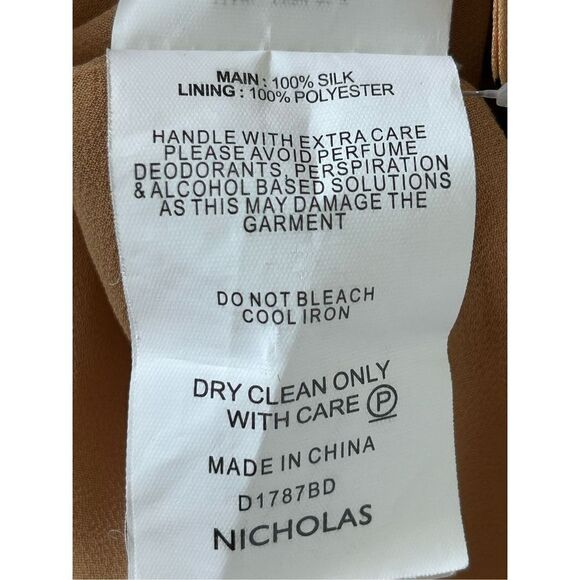 MAIN : 100% SILK
LINING : 100% POLYESTER
HANDLE WITH EXTRA CARE
PLEASE AVOID PERFUME
DEODORANTS, PERSPIRATION
& ALCOHOL BASED SOLUTIONS
AS THIS MAY DAMAGE THE
GARMENT
DO NOT BLEACH
COOL IRON
DRY CLEAN ONLY
WITH CARE P
MADE IN CHINA
D1787BD
NICHOLAS